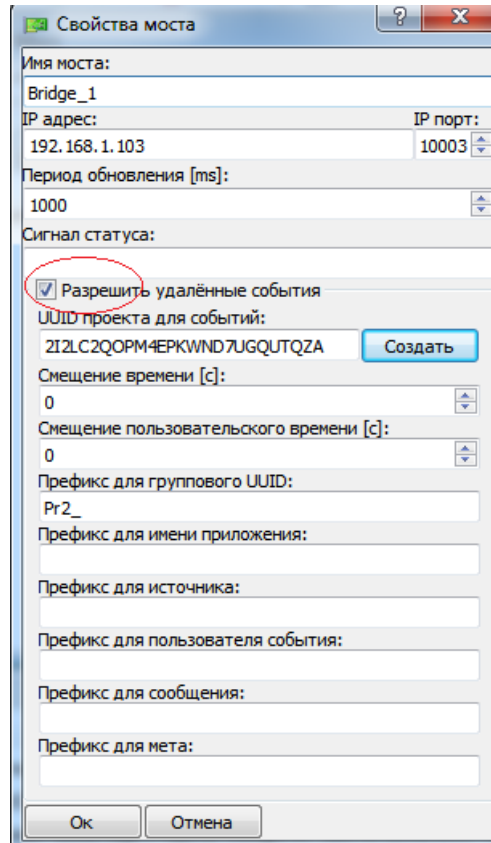 Свойства моста
Имя моста:
Bridge_1
IP адрес: IP порт:
192.168.1.103 10003
Период обновления [ms]:
1000
Сигнал статуса:
Разрешить удалённые события
UUID проекта для событий:
2I2LC2QOPM4EPKWND7UGQUTQZA Создать
Смещение времени [с]:
0
Смещение пользовательского времени [с]:
0
Префикс для группового UUID:
Pr2_
Префикс для имени приложения:
Префикс для источника:
Префикс для пользователя события:
Префикс для сообщения:
Префикс для мета:
Ок Отмена